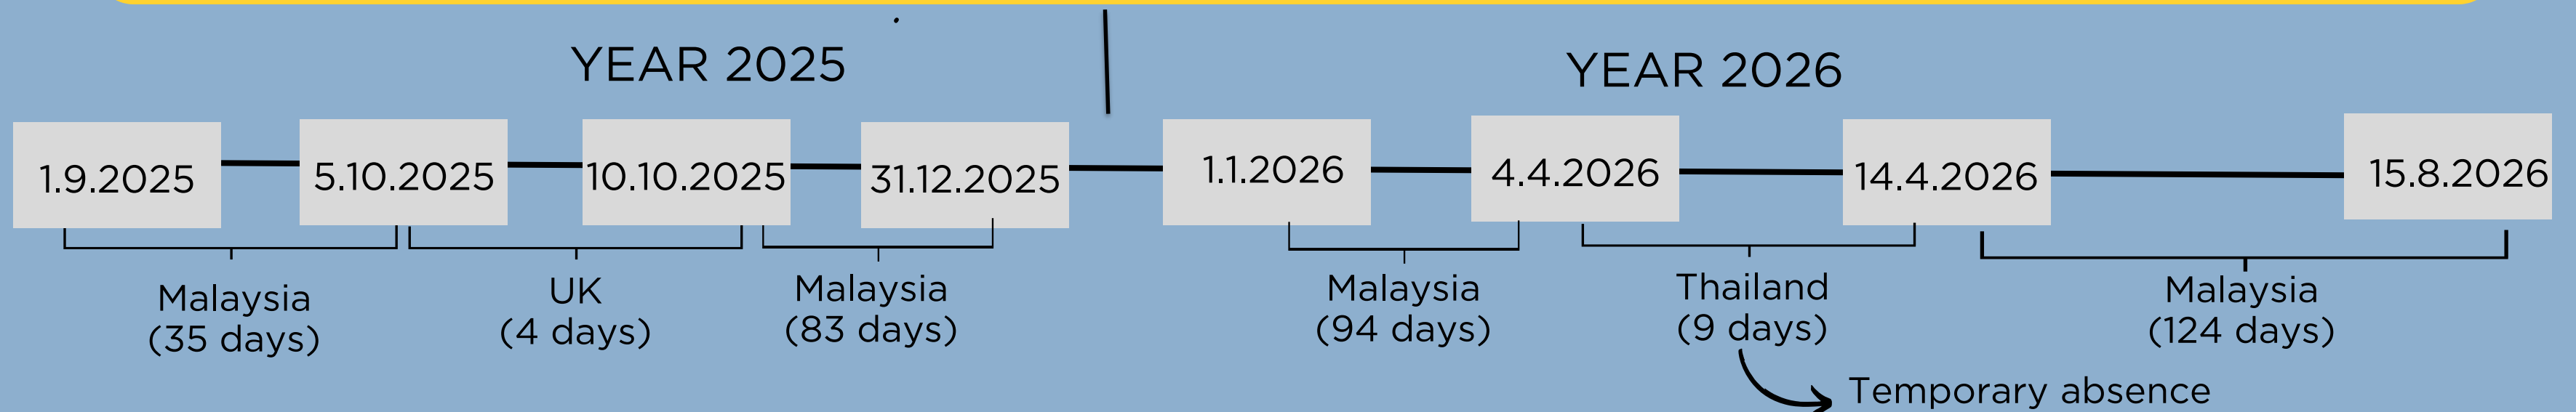 YEAR 2025
YEAR 2026
1.9.2025
5.10.2025
10.10.2025
31.12.2025
1.1.2026
4.4.2026
14.4.2026
15.8.2026
Malaysia
(35 days)
UK
(4 days)
Malaysia
(83 days)
Malaysia
(94 days)
Thailand
(9 days)
Malaysia
(124 days)
Temporary absence